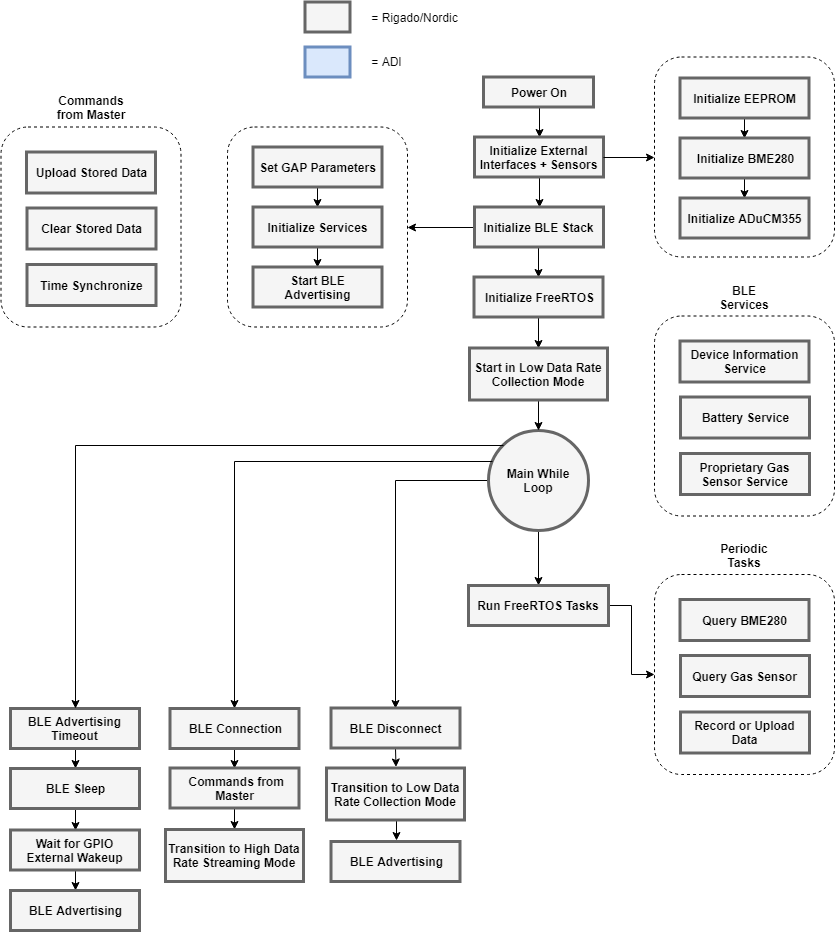 = Rigado/Nordic
= ADI
Commands
from Master
Upload Stored Data
Clear Stored Data
Time Synchronize
Set GAP Parameters
Initialize Services
Start BLE
Advertising
Power On
Initialize External
Interfaces + Sensors
Initialize BLE Stack
Initialize FreeRTOS
Start in Low Data Rate
Collection Mode
Main While
Loop
Run FreeRTOS Tasks
Initialize EEPROM
Initialize BME280
Initialize ADuCM355
BLE
Services
Device Information
Service
Battery Service
Proprietary Gas
Sensor Service
Periodic
Tasks
Query BME280
Query Gas Sensor
Record or Upload
Data
BLE Advertising
Timeout
BLE Sleep
Wait for GPIO
External Wakeup
BLE Advertising
BLE Connection
Commands from
Master
Transition to High Data
Rate Streaming Mode
BLE Disconnect
Transition to Low Data
Rate Collection Mode
BLE Advertising